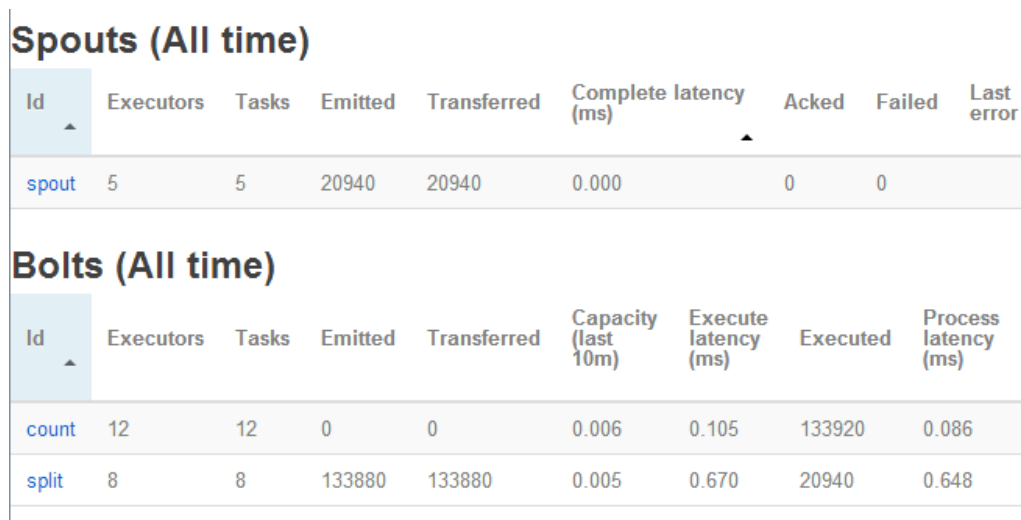 Spouts (All time)
Id Executors Tasks Emitted Transferred Complete latency (ms) Acked Failed Last error
spout 5 5 20940 20940 0.000 0 0
Bolts (All time)
Id Executors Tasks Emitted Transferred Capacity (last 10m) Execute latency (ms) Executed Process latency (ms)
count 12 12 0 0 0.006 0.105 133920 0.086
split 8 8 133880 133880 0.005 0.670 20940 0.648